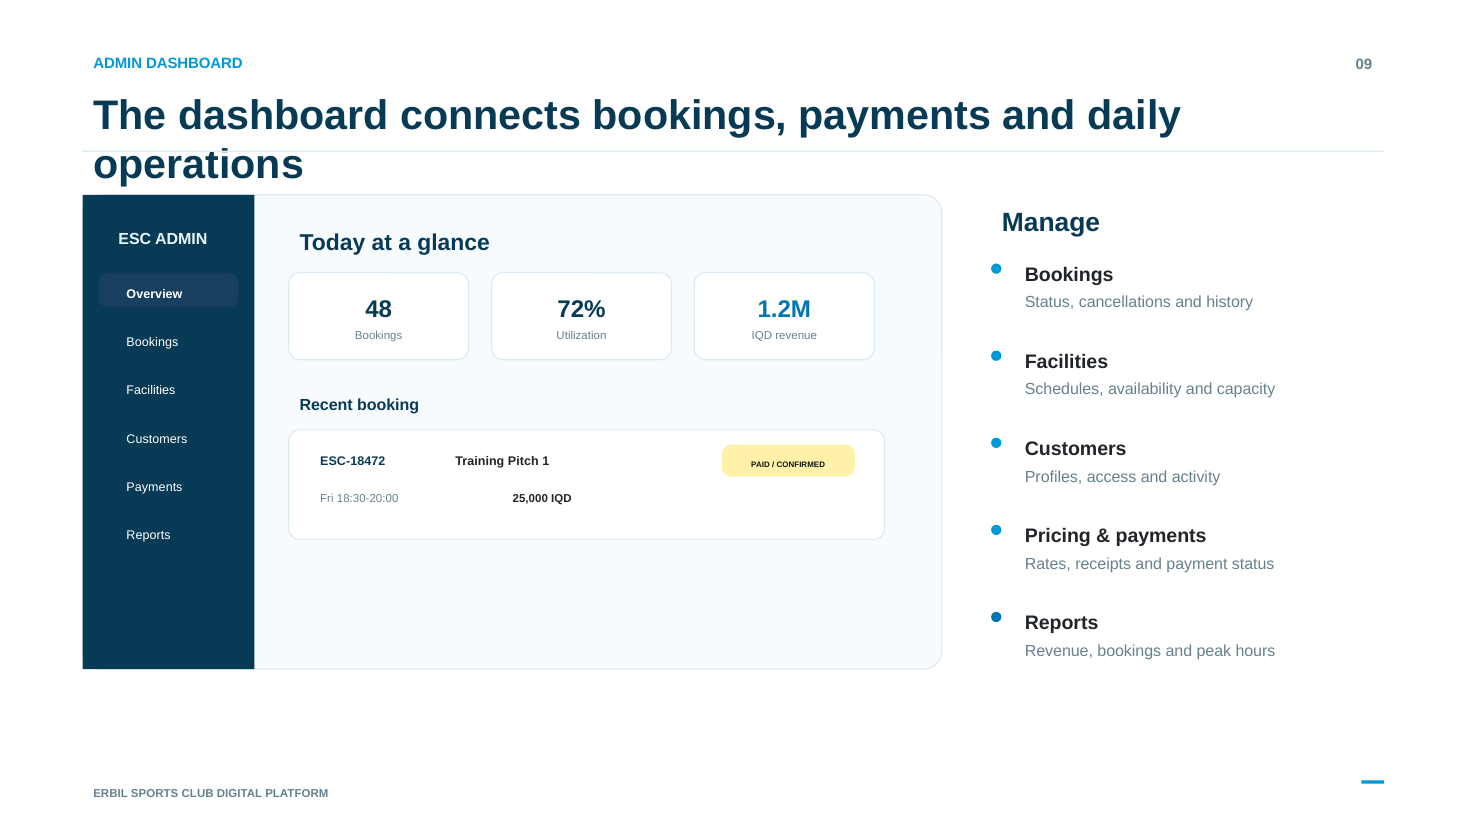 ADMIN DASHBOARD
09
The dashboard connects bookings, payments and daily
operations
ESC ADMIN
Overview
Bookings
Facilities
Customers
Payments
Reports
Today at a glance
48
Bookings
72%
Utilization
1.2M
IQD revenue
Recent booking
ESC-18472
Training Pitch 1
PAID / CONFIRMED
Fri 18:30-20:00
25,000 IQD
Manage
Bookings
Status, cancellations and history
Facilities
Schedules, availability and capacity
Customers
Profiles, access and activity
Pricing & payments
Rates, receipts and payment status
Reports
Revenue, bookings and peak hours
ERBIL SPORTS CLUB DIGITAL PLATFORM